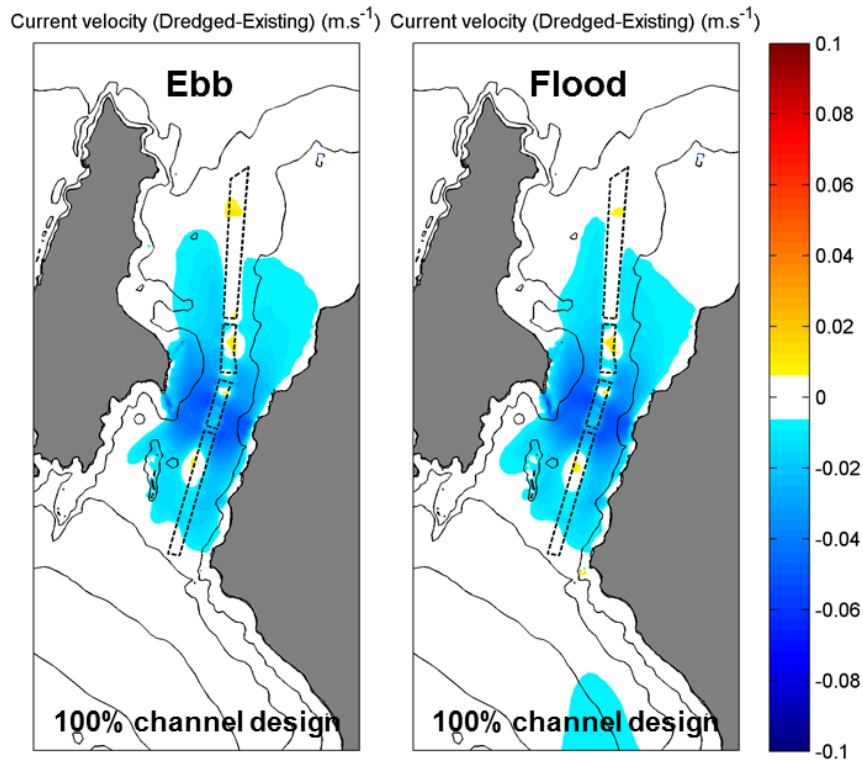 Current velocity (Dredged-Existing) (m.s⁻¹) Current velocity (Dredged-Existing) (m.s⁻¹)
Ebb
Flood
100% channel design
100% channel design
0.1
0.08
0.06
0.04
0.02
0
-0.02
-0.04
-0.06
-0.08
-0.1